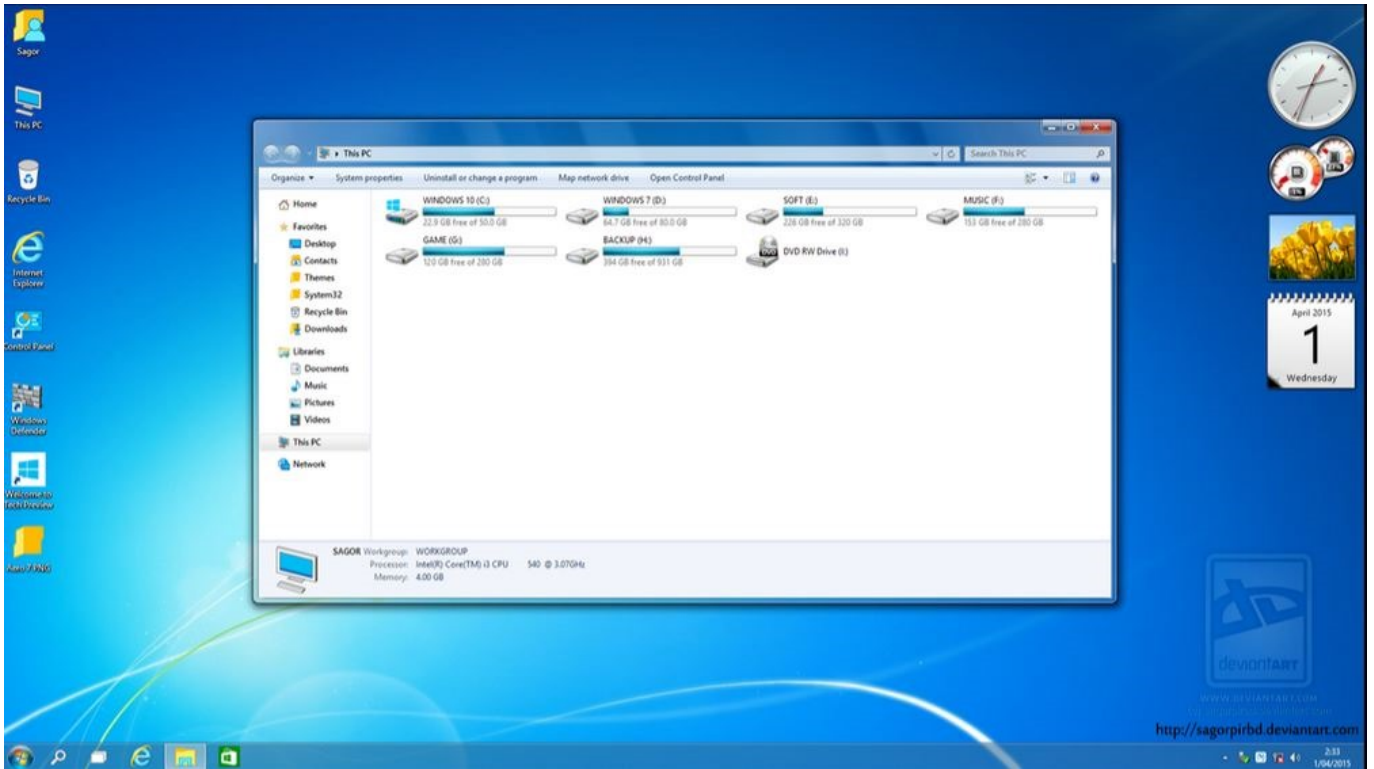 Sagor
This PC
Recycle Bin
Internet
Explorer
Control Panel
Windows
Defender
Welcome to
Tech Preview
Aero 7 PNG
This PC
Search This PC
Organize
System properties
Uninstall or change a program
Map network drive
Open Control Panel
Home
Favorites
Desktop
Contacts
Themes
System32
Recycle Bin
Downloads
Libraries
Documents
Music
Pictures
Videos
This PC
Network
WINDOWS 10 (C:)
22.9 GB free of 50.0 GB
WINDOWS 7 (D:)
64.7 GB free of 80.0 GB
SOFT (E:)
226 GB free of 320 GB
MUSIC (F:)
153 GB free of 280 GB
GAME (G:)
120 GB free of 280 GB
BACKUP (H:)
394 GB free of 931 GB
DVD
DVD RW Drive (I:)
SAGOR Workgroup: WORKGROUP
Processor: Intel(R) Core(TM) i3 CPU 540 @ 3.07GHz
Memory: 4.00 GB
April 2015
1
Wednesday
deviantART
WWW.DEVIANTART.COM
http://sagorpirbd.deviantart.com
2:33
1/04/2015